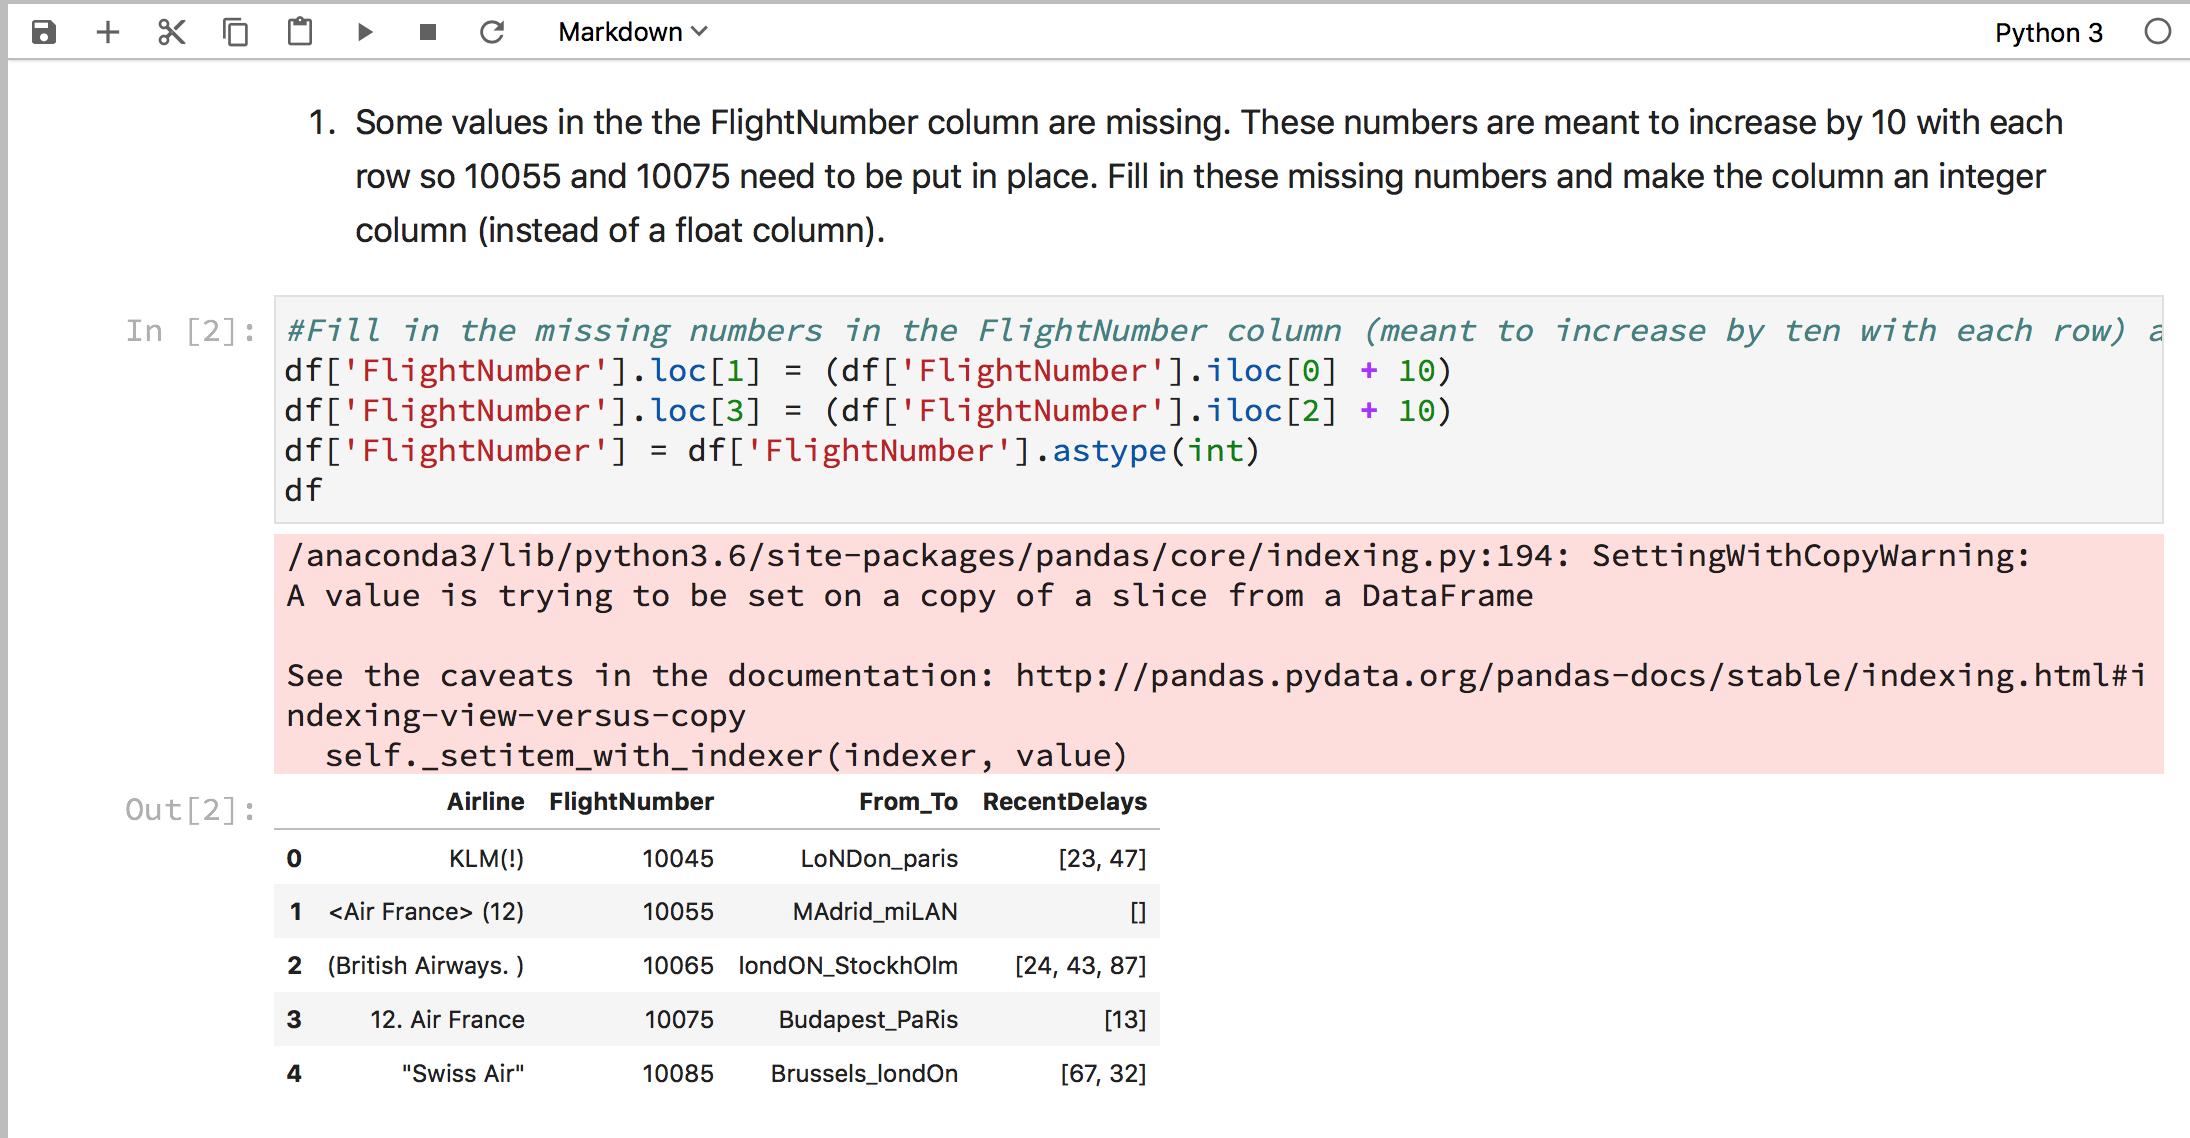 Markdown
Python 3
1. Some values in the the FlightNumber column are missing. These numbers are meant to increase by 10 with each
row so 10055 and 10075 need to be put in place. Fill in these missing numbers and make the column an integer
column (instead of a float column).
In [2]:
#Fill in the missing numbers in the FlightNumber column (meant to increase by ten with each row) a
df['FlightNumber'].loc[1] = (df['FlightNumber'].iloc[0] + 10)
df['FlightNumber'].loc[3] = (df['FlightNumber'].iloc[2] + 10)
df['FlightNumber'] = df['FlightNumber'].astype(int)
df
/anaconda3/lib/python3.6/site-packages/pandas/core/indexing.py:194: SettingWithCopyWarning:
A value is trying to be set on a copy of a slice from a DataFrame
See the caveats in the documentation: http://pandas.pydata.org/pandas-docs/stable/indexing.html#i
ndexing-view-versus-copy
self._setitem_with_indexer(indexer, value)
Out[2]:
Airline FlightNumber From_To RecentDelays
0 KLM(!) 10045 LoNDon_paris [23, 47]
1 <Air France> (12) 10055 MAdrid_miLAN []
2 (British Airways. ) 10065 londON_StockhOlm [24, 43, 87]
3 12. Air France 10075 Budapest_PaRis [13]
4 "Swiss Air" 10085 Brussels_londOn [67, 32]